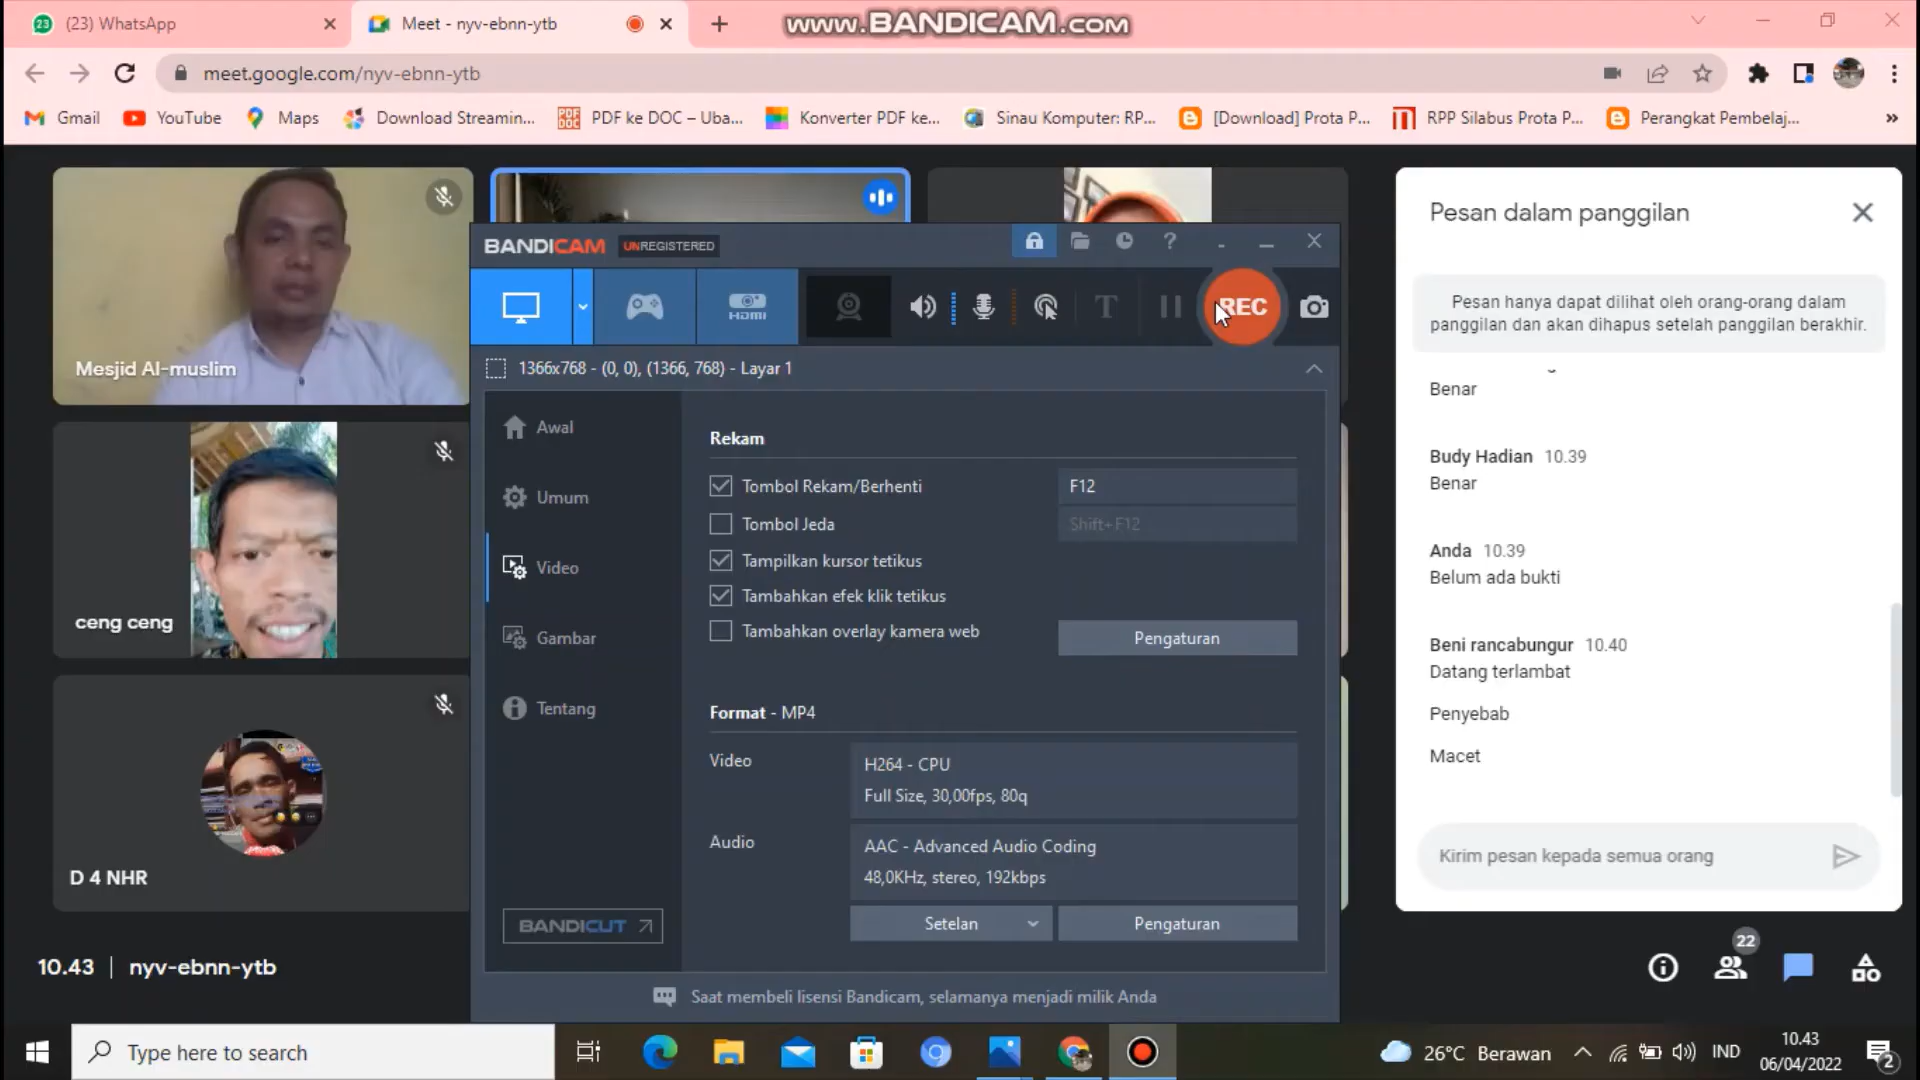 (23) WhatsApp
Meet - nyv-ebnn-ytb
www.BANDICAM.com
meet.google.com/nyv-ebnn-ytb
Gmail
YouTube
Maps
Download Streamin...
PDF ke DOC – Uba...
Konverter PDF ke...
Sinau Komputer: RP...
[Download] Prota P...
RPP Silabus Prota P...
Perangkat Pembelaj...
Mesjid Al-muslim
ceng ceng
D 4 NHR
10.43 | nyv-ebnn-ytb
BANDICAM UNREGISTERED
HDMI
REC
1366x768 - (0, 0), (1366, 768) - Layar 1
Awal
Umum
Video
Gambar
Tentang
BANDICUT
Rekam
Tombol Rekam/Berhenti F12
Tombol Jeda Shift+F12
Tampilkan kursor tetikus
Tambahkan efek klik tetikus
Tambahkan overlay kamera web Pengaturan
Format - MP4
Video
H264 - CPU
Full Size, 30,00fps, 80q
Audio
AAC - Advanced Audio Coding
48,0KHz, stereo, 192kbps
Setelan Pengaturan
Saat membeli lisensi Bandicam, selamanya menjadi milik Anda
Pesan dalam panggilan
Pesan hanya dapat dilihat oleh orang-orang dalam
panggilan dan akan dihapus setelah panggilan berakhir.
Benar
Budy Hadian 10.39
Benar
Anda 10.39
Belum ada bukti
Beni rancabungur 10.40
Datang terlambat
Penyebab
Macet
Kirim pesan kepada semua orang
22
Type here to search
26°C Berawan
IND
10.43
06/04/2022
2